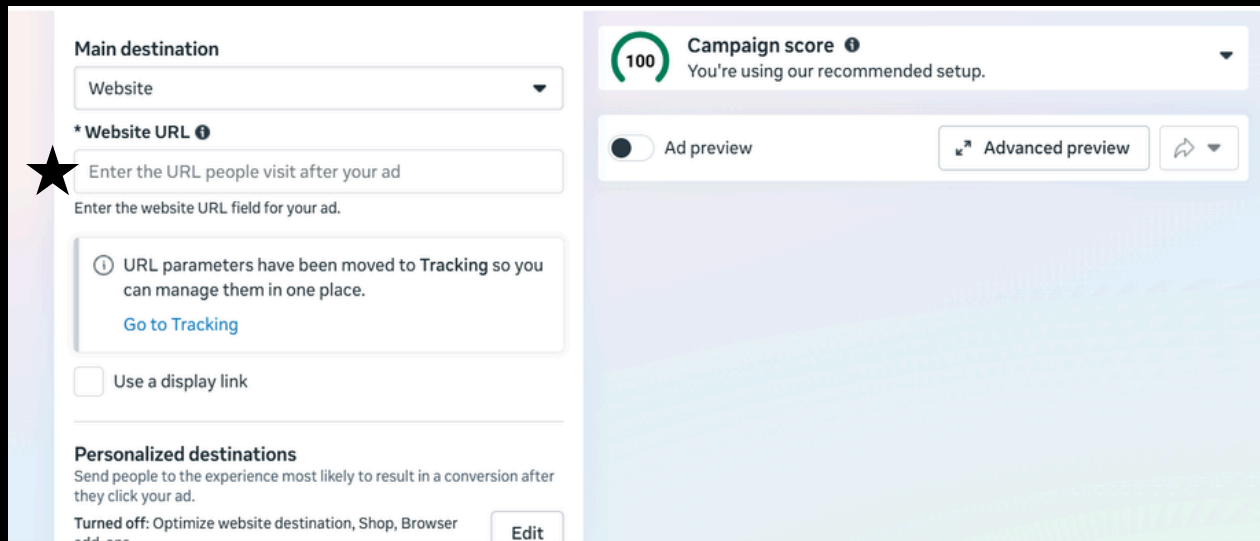 Main destination
Website
* Website URL
Enter the URL people visit after your ad
Enter the website URL field for your ad.
URL parameters have been moved to Tracking so you
can manage them in one place.
Go to Tracking
Use a display link
Personalized destinations
Send people to the experience most likely to result in a conversion after
they click your ad.
Turned off: Optimize website destination, Shop, Browser
add-ons
Edit
100
Campaign score
You're using our recommended setup.
Ad preview
Advanced preview